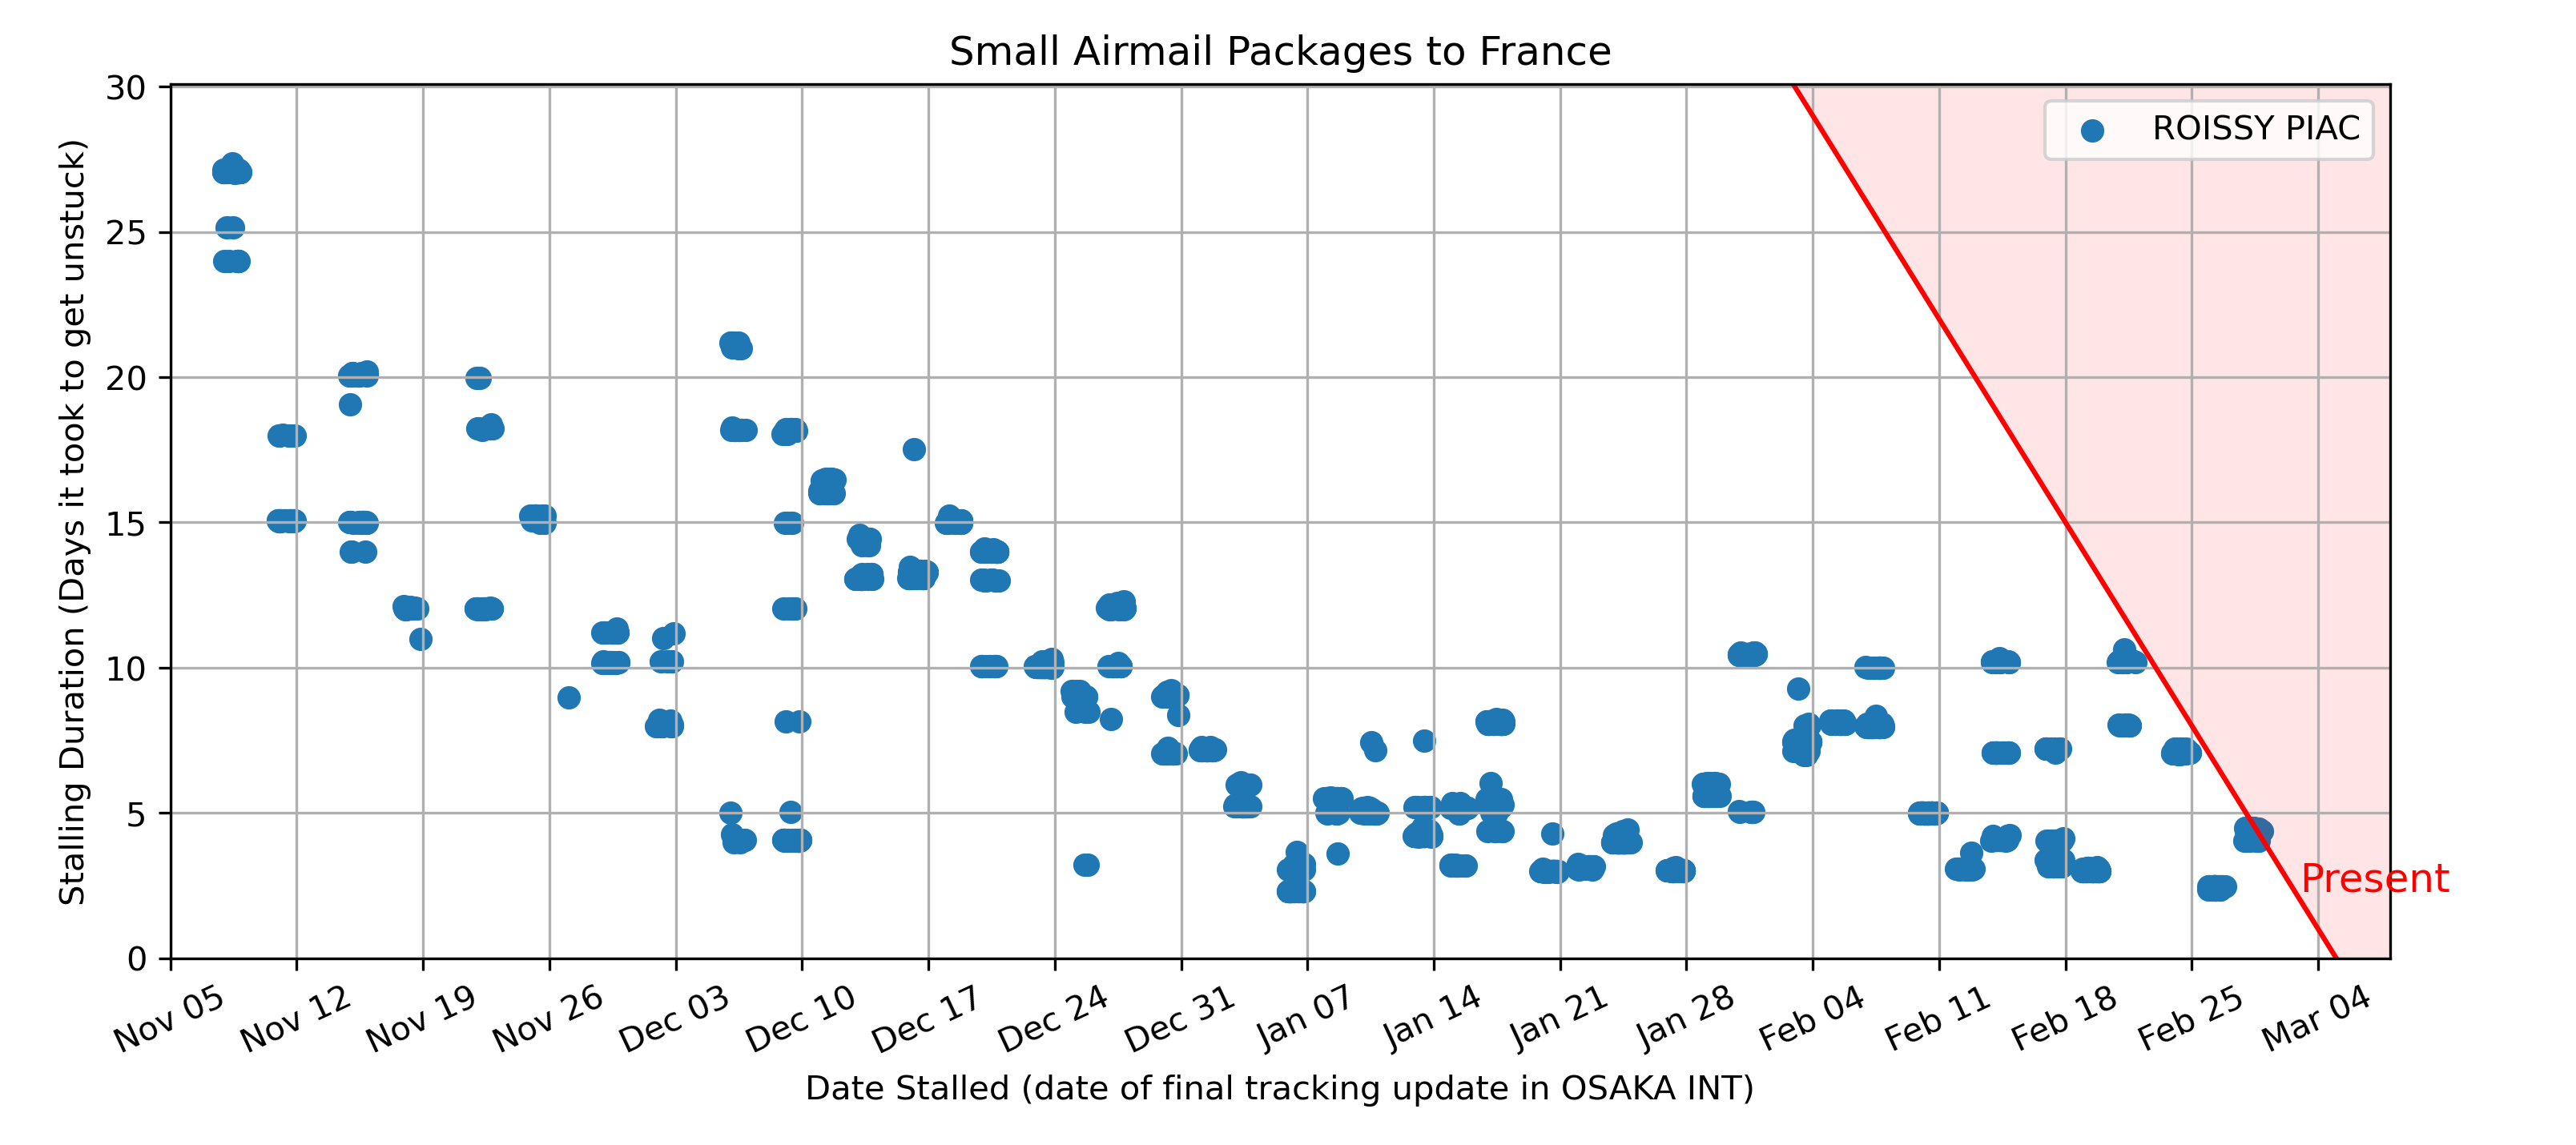 Small Airmail Packages to France
Stalling Duration (Days it took to get unstuck)
30
25
20
15
10
5
0
ROISSY PIAC
Present
Nov 05
Nov 12
Nov 19
Nov 26
Dec 03
Dec 10
Dec 17
Dec 24
Dec 31
Jan 07
Jan 14
Jan 21
Jan 28
Feb 04
Feb 11
Feb 18
Feb 25
Mar 04
Date Stalled (date of final tracking update in OSAKA INT)